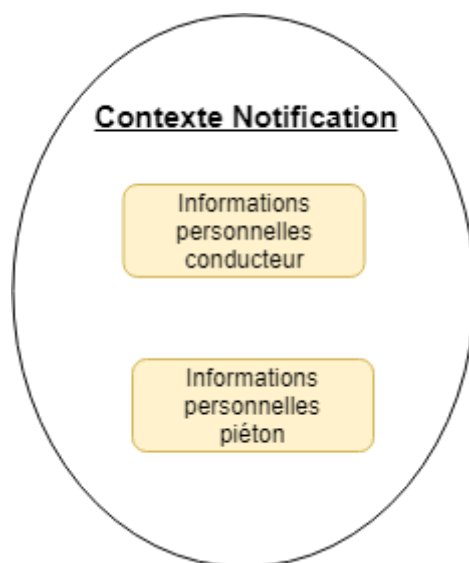 Contexte Notification
Informations
personnelles
conducteur
Informations
personnelles
piéton